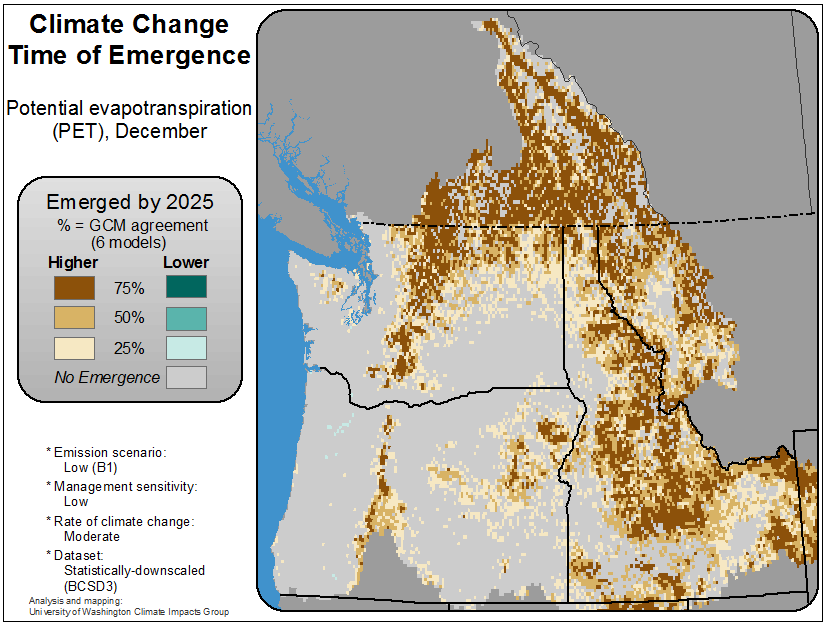 Climate Change
Time of Emergence
Potential evapotranspiration
(PET), December
Emerged by 2025
% = GCM agreement
(6 models)
Higher Lower
75%
50%
25%
No Emergence
* Emission scenario:
Low (B1)
* Management sensitivity:
Low
* Rate of climate change:
Moderate
* Dataset:
Statistically-downscaled
(BCSD3)
Analysis and mapping:
University of Washington Climate Impacts Group